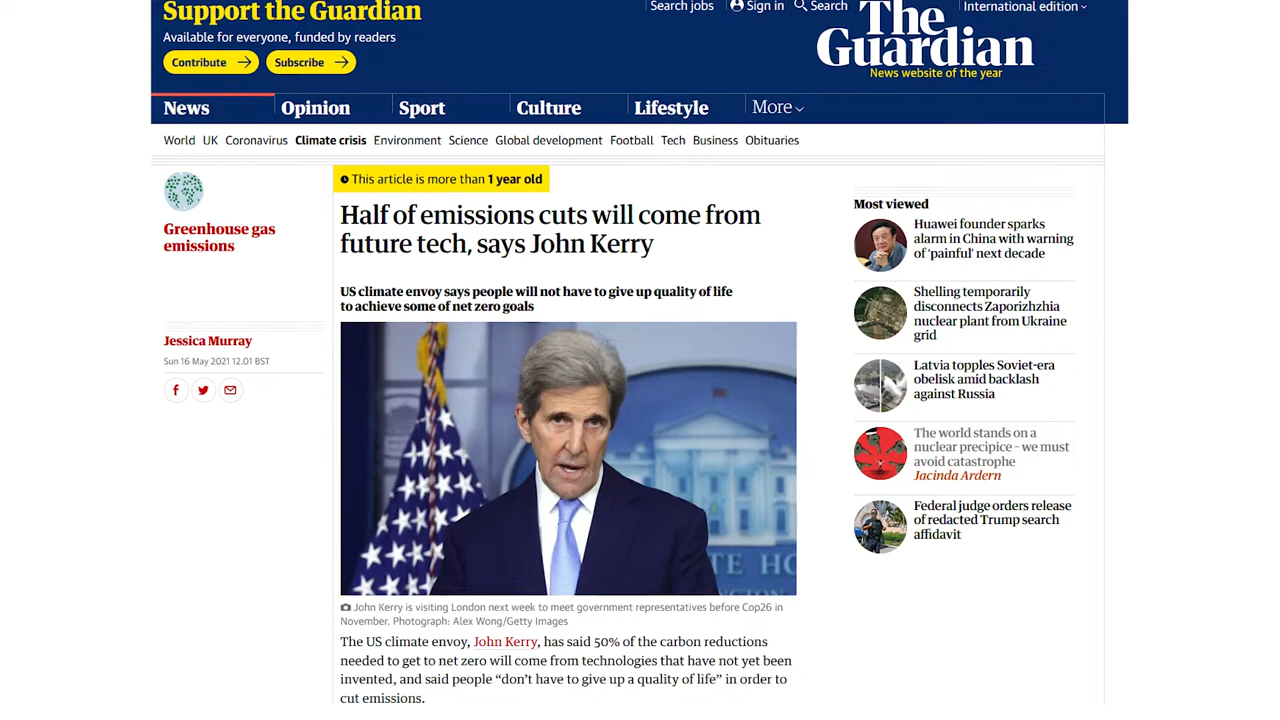 Support the Guardian
Available for everyone, funded by readers
Contribute
Subscribe
Search jobs
Sign in
Search
International edition
The
Guardian
News website of the year
News
Opinion
Sport
Culture
Lifestyle
More
World UK Coronavirus Climate crisis Environment Science Global development Football Tech Business Obituaries
Greenhouse gas
emissions
Jessica Murray
Sun 16 May 2021 12.01 BST
This article is more than 1 year old
Half of emissions cuts will come from
future tech, says John Kerry
US climate envoy says people will not have to give up quality of life
to achieve some of net zero goals
TE HO
John Kerry is visiting London next week to meet government representatives before Cop26 in
November. Photograph: Alex Wong/Getty Images
The US climate envoy, John Kerry, has said 50% of the carbon reductions
needed to get to net zero will come from technologies that have not yet been
invented, and said people “don’t have to give up a quality of life” in order to
cut emissions.
Most viewed
Huawei founder sparks
alarm in China with warning
of ‘painful’ next decade
Shelling temporarily
disconnects Zaporizhzhia
nuclear plant from Ukraine
grid
Latvia topples Soviet-era
obelisk amid backlash
against Russia
The world stands on a
nuclear precipice – we must
avoid catastrophe
Jacinda Ardern
Federal judge orders release
of redacted Trump search
affidavit